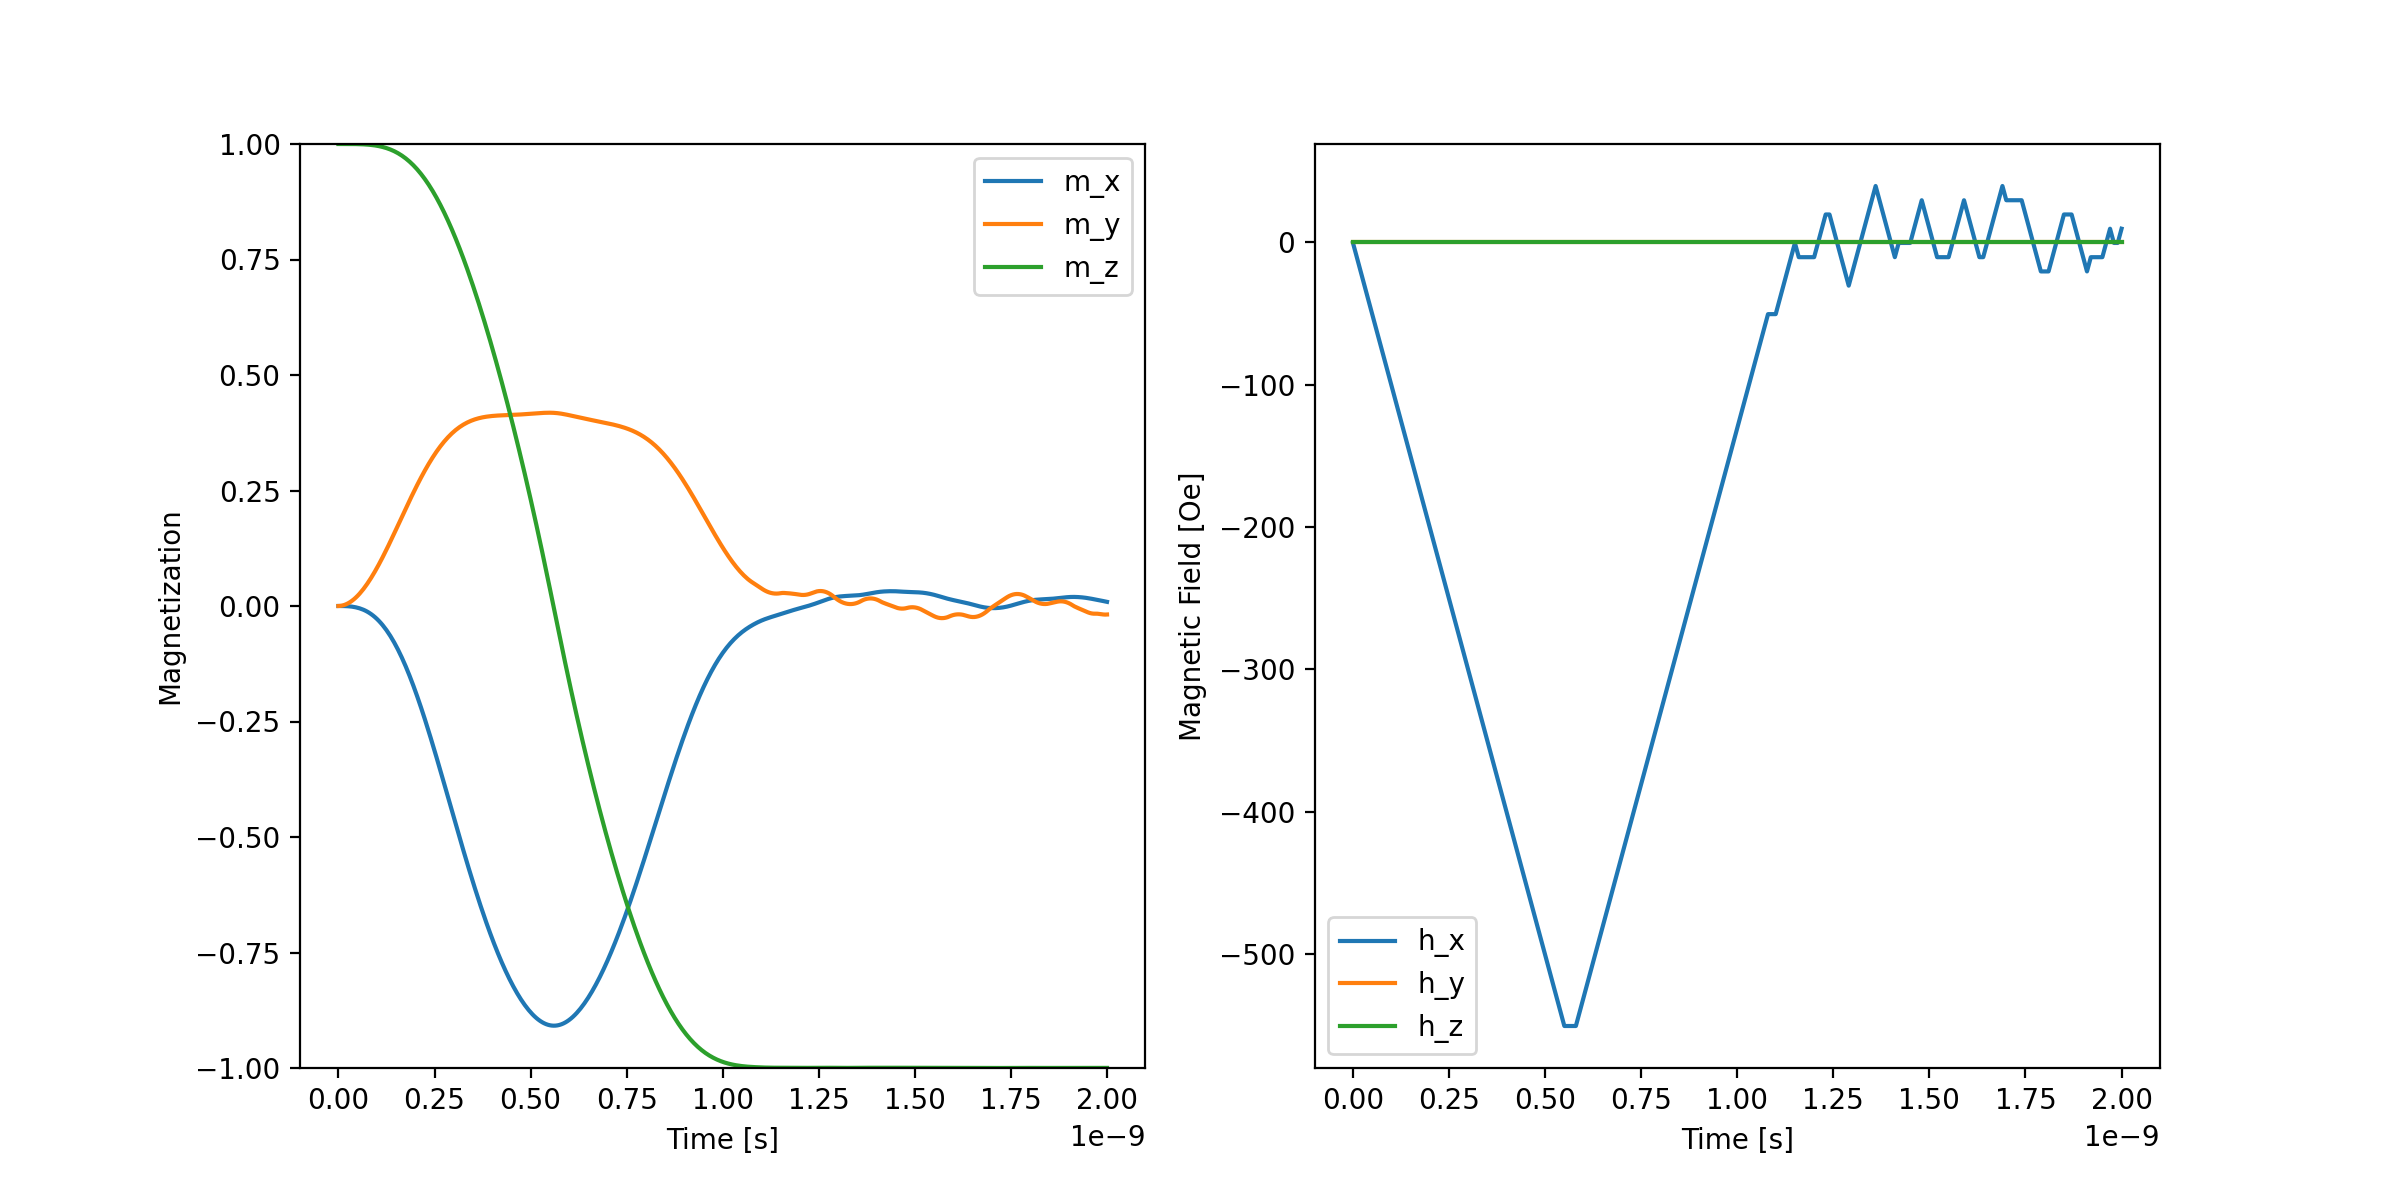 1.00
0.75
0.50
0.25
0.00
−0.25
−0.50
−0.75
−1.00
Magnetization
m_x
m_y
m_z
0.00 0.25 0.50 0.75 1.00 1.25 1.50 1.75 2.00
Time [s]
1e−9
0
−100
−200
−300
−400
−500
Magnetic Field [Oe]
h_x
h_y
h_z
0.00 0.25 0.50 0.75 1.00 1.25 1.50 1.75 2.00
Time [s]
1e−9